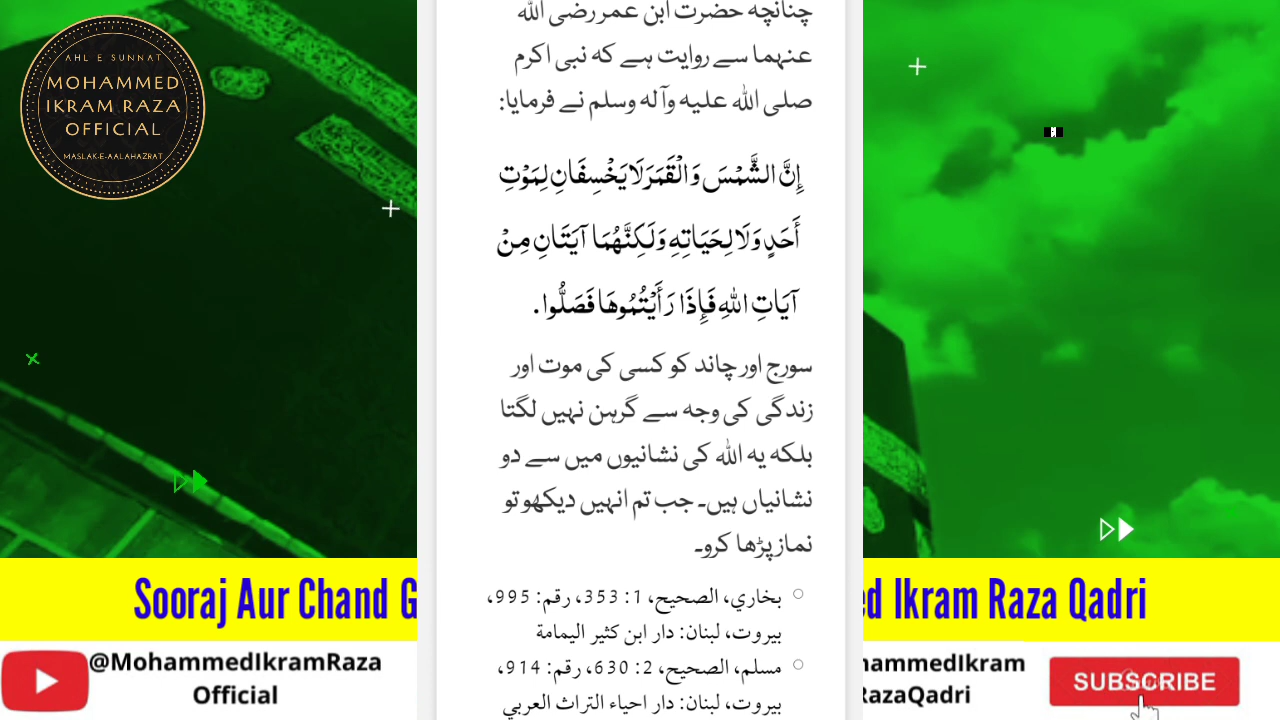 AHL E SUNNAT
MOHAMMED
IKRAM RAZA
OFFICIAL
MASLAK-E-AALAHAZRAT
چنانچہ حضرت ابن عمر رضی اللہ
عنہما سے روایت ہے کہ نبی اکرم
صلی اللہ علیہ وآلہ وسلم نے فرمایا:
إِنَّ الشَّمْسَ وَالْقَمَرَ لَا يَخْسِفَانِ لِمَوْتِ
أَحَدٍ وَلَا لِحَيَاتِهِ وَلَكِنَّهُمَا آيَتَانِ مِنْ
آيَاتِ اللهِ فَإِذَا رَأَيْتُمُوهَا فَصَلُّوا.
سورج اور چاند کو کسی کی موت اور
زندگی کی وجہ سے گرہن نہیں لگتا
بلکہ یہ اللہ کی نشانیوں میں سے دو
نشانیاں ہیں۔ جب تم انہیں دیکھو تو
نماز پڑھا کرو۔
بخاري، الصحيح، 1: 353، رقم: 995،
بيروت، لبنان: دار ابن كثير اليمامة
مسلم، الصحيح، 2: 630، رقم: 914،
بيروت، لبنان: دار احياء التراث العربي
Sooraj Aur Chand G
ed Ikram Raza Qadri
@MohammedIkramRaza
Official
hammedIkram
RazaQadri
SUBSCRIBE